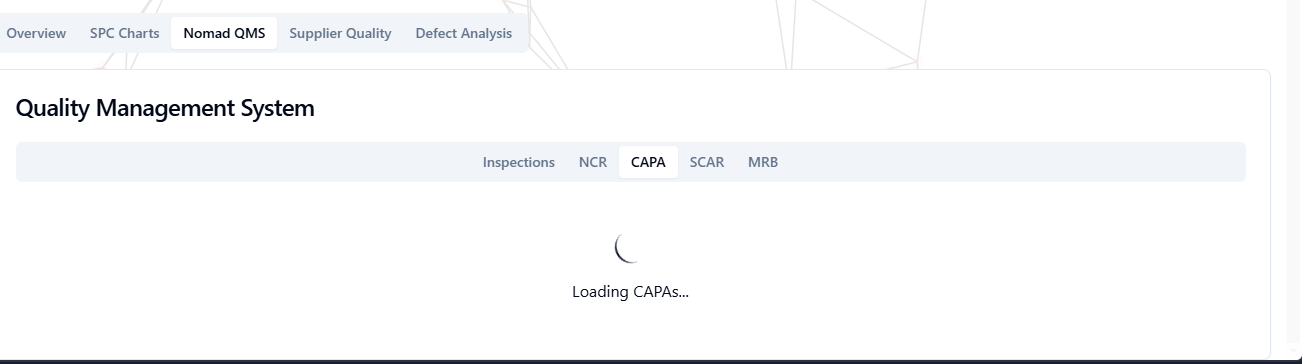 Overview SPC Charts Nomad QMS Supplier Quality Defect Analysis
Quality Management System
Inspections NCR CAPA SCAR MRB
Loading CAPAs...